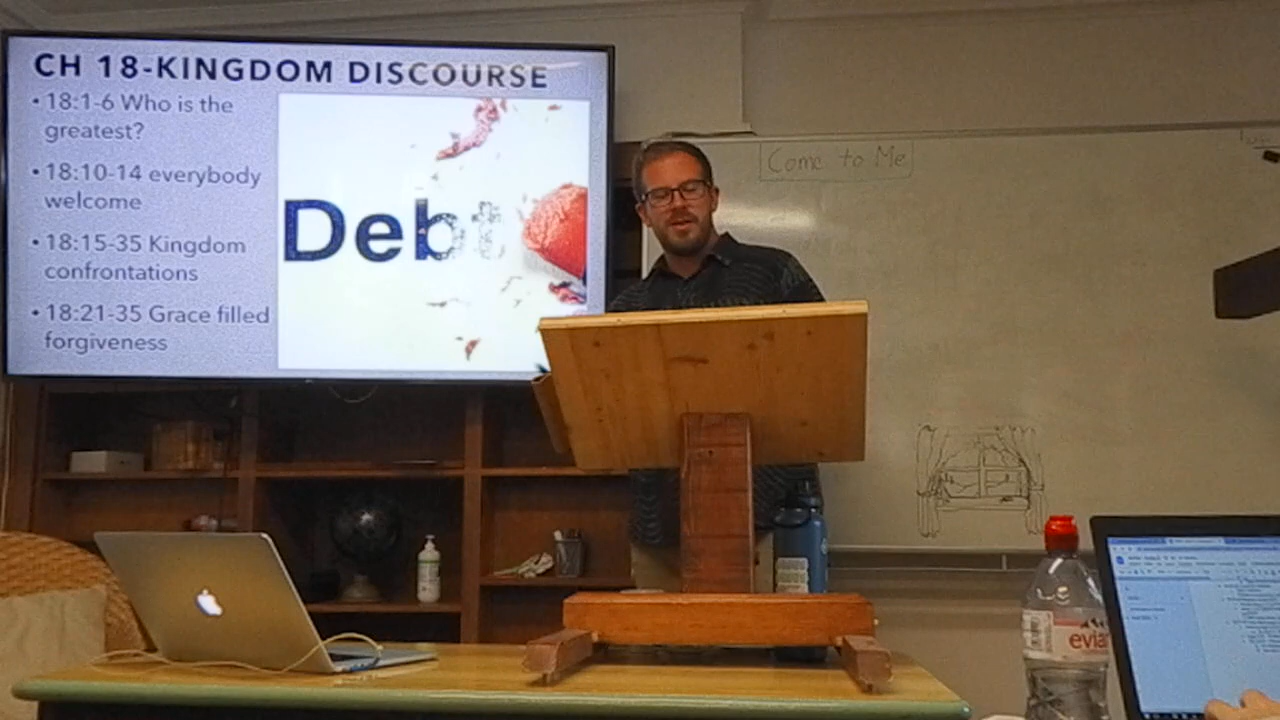 CH 18-KINGDOM DISCOURSE
• 18:1-6 Who is the
greatest?
• 18:10-14 everybody
welcome
• 18:15-35 Kingdom
confrontations
• 18:21-35 Grace filled
forgiveness
Debt
Come to Me
evian